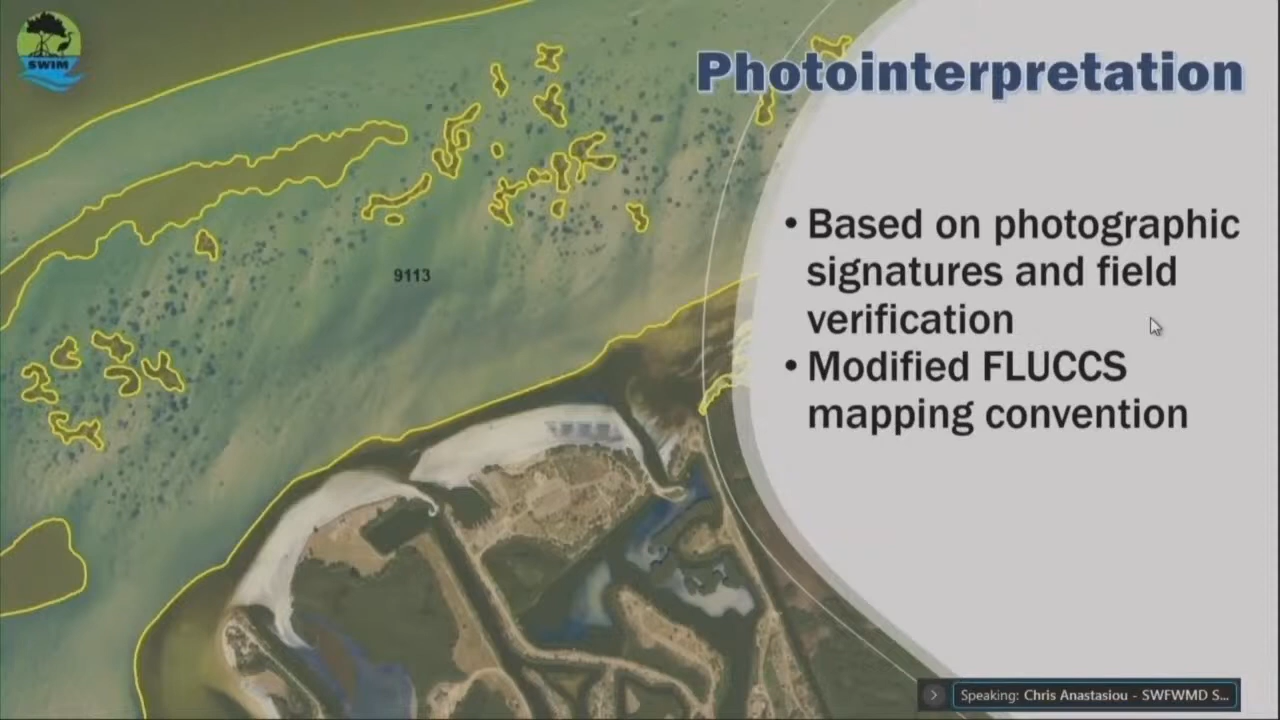 SWIM
Photointerpretation
9113
• Based on photographic
signatures and field
verification
• Modified FLUCCS
mapping convention
Speaking: Chris Anastasiou - SWFWMD S...